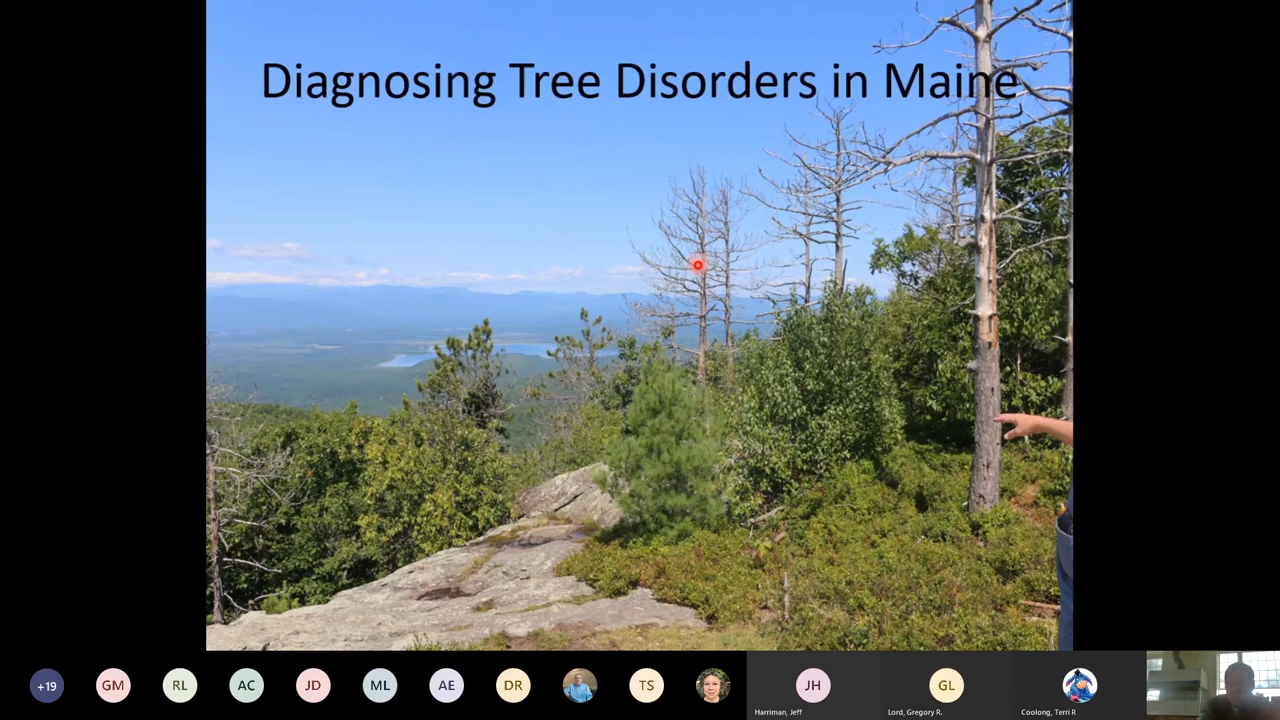 Diagnosing Tree Disorders in Maine
+19
GM
RL
AC
JD
ML
AE
DR
TS
JH
GL
Harriman, Jeff
Lord, Gregory R.
Coolong, Terri R